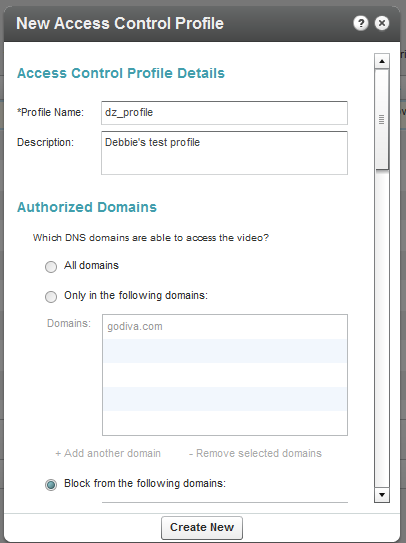 New Access Control Profile
Access Control Profile Details
*Profile Name: dz_profile
Description: Debbie's test profile
Authorized Domains
Which DNS domains are able to access the video?
All domains
Only in the following domains:
Domains: godiva.com
+ Add another domain - Remove selected domains
Block from the following domains:
Create New